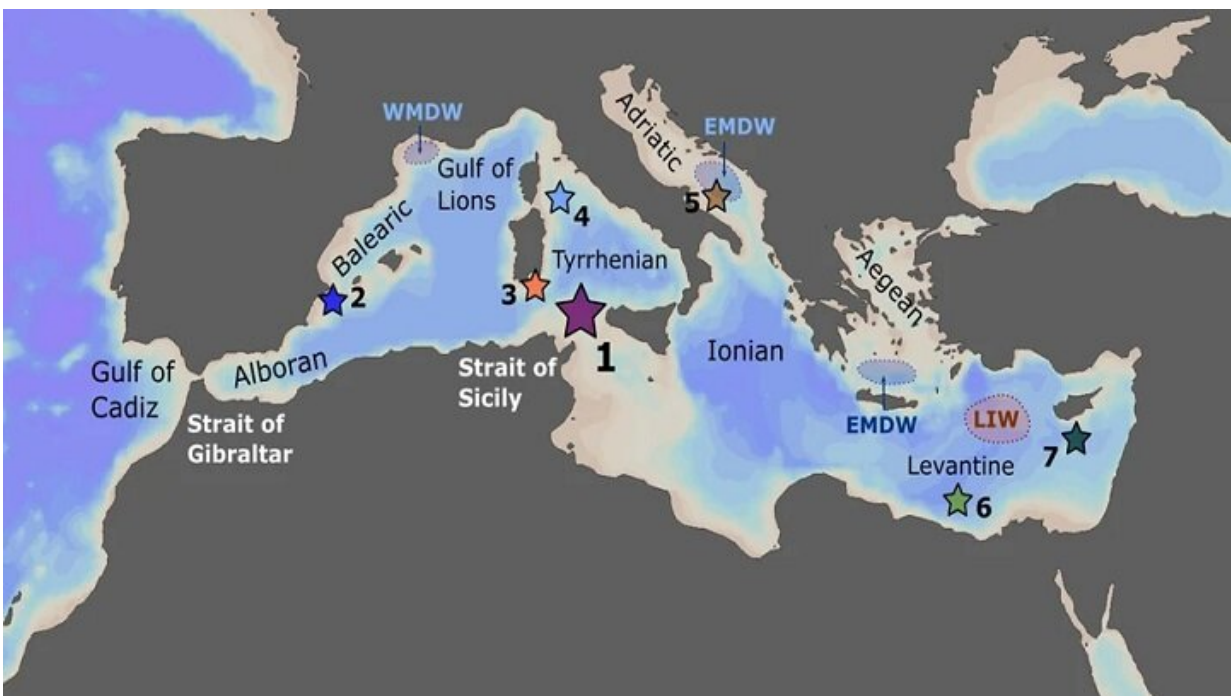 WMDW
Adriatic
EMDW
Gulf of
Lions
4
5
Balearic
Tyrrhenian
Aegean
3
2
1
Ionian
Strait of
Sicily
Alboran
Gulf of
Cadiz
Strait of
Gibraltar
EMDW
LIW
7
Levantine
6